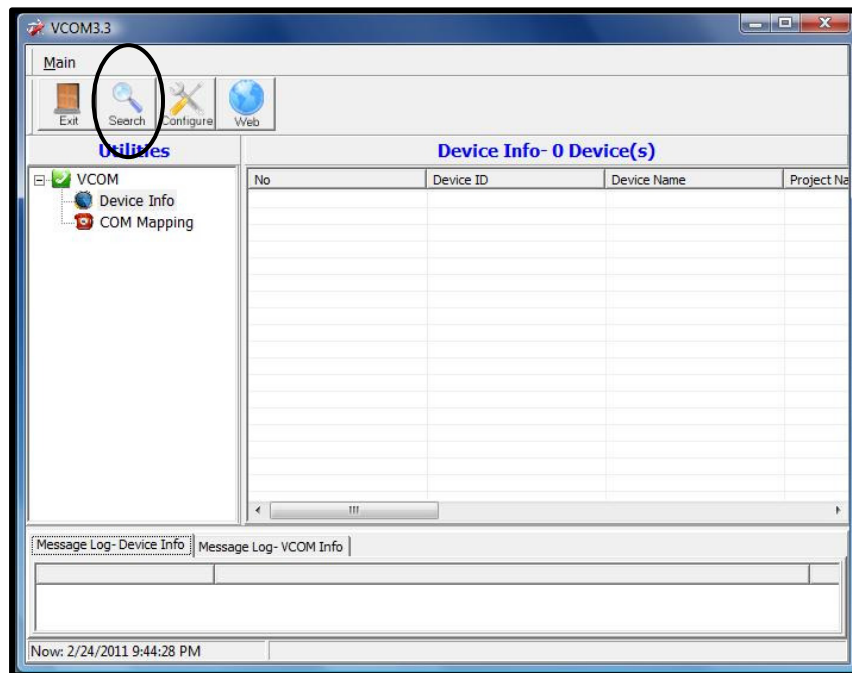 VCOM3.3
Main
Exit Search Configure Web
Utilities
Device Info- 0 Device(s)
VCOM
Device Info
COM Mapping
No Device ID Device Name Project Na
Message Log- Device Info Message Log- VCOM Info
Now: 2/24/2011 9:44:28 PM